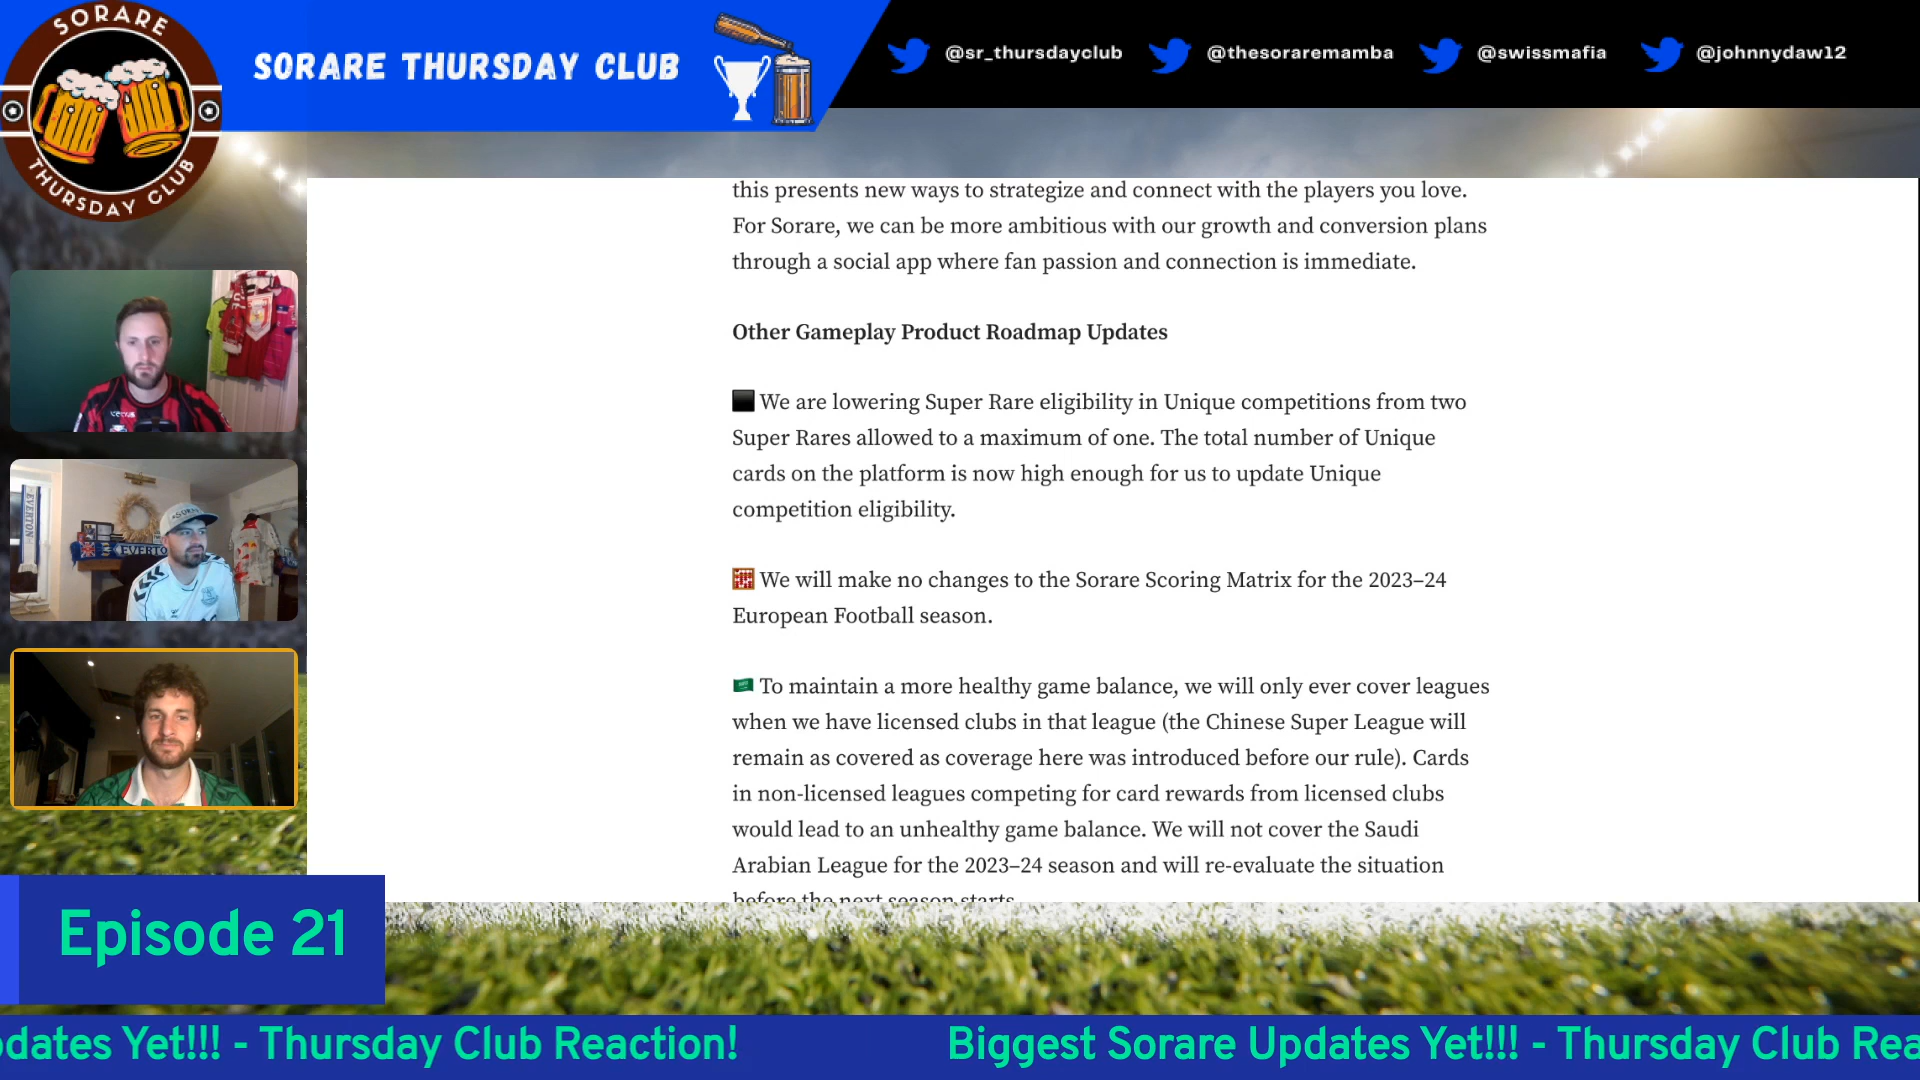 SORARE
THURSDAY CLUB
SORARE THURSDAY CLUB
@sr_thursdayclub
@thesoraremamba
@swissmafia
@johnnydaw12
this presents new ways to strategize and connect with the players you love.
For Sorare, we can be more ambitious with our growth and conversion plans
through a social app where fan passion and connection is immediate.
Other Gameplay Product Roadmap Updates
We are lowering Super Rare eligibility in Unique competitions from two
Super Rares allowed to a maximum of one. The total number of Unique
cards on the platform is now high enough for us to update Unique
competition eligibility.
We will make no changes to the Sorare Scoring Matrix for the 2023–24
European Football season.
To maintain a more healthy game balance, we will only ever cover leagues
when we have licensed clubs in that league (the Chinese Super League will
remain as covered as coverage here was introduced before our rule). Cards
in non-licensed leagues competing for card rewards from licensed clubs
would lead to an unhealthy game balance. We will not cover the Saudi
Arabian League for the 2023–24 season and will re-evaluate the situation
before the next season starts.
EVERTON
EVERTO
Episode 21
pdates Yet!!! - Thursday Club Reaction!
Biggest Sorare Updates Yet!!! - Thursday Club Rea